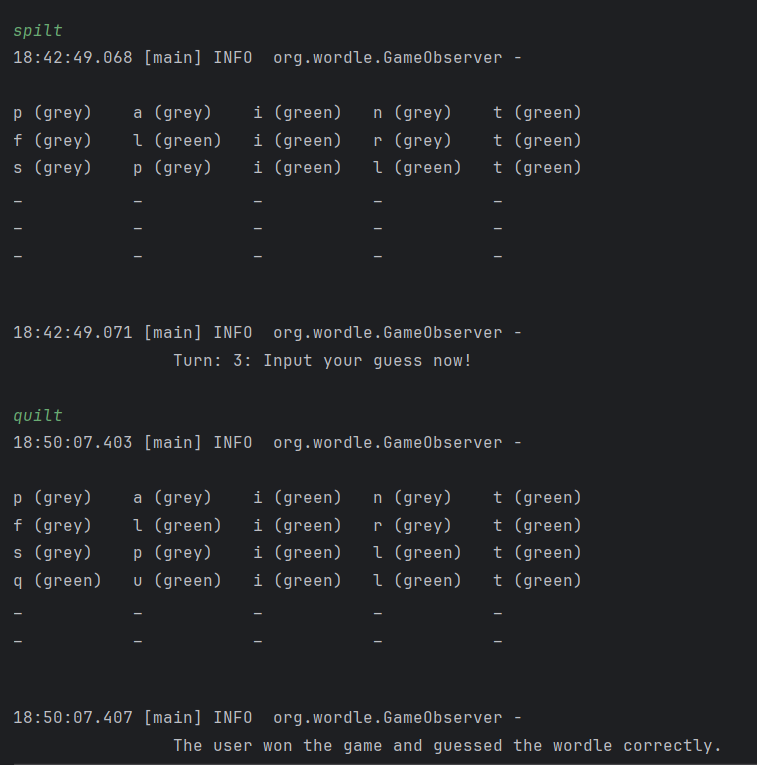 spilt
18:42:49.068 [main] INFO  org.wordle.GameObserver -
p (grey)    a (grey)    i (green)   n (grey)    t (green)
f (grey)    l (green)   i (green)   r (grey)    t (green)
s (grey)    p (grey)    i (green)   l (green)   t (green)
_           _           _           _           _
_           _           _           _           _
_           _           _           _           _
18:42:49.071 [main] INFO  org.wordle.GameObserver -
                Turn: 3: Input your guess now!
quilt
18:50:07.403 [main] INFO  org.wordle.GameObserver -
p (grey)    a (grey)    i (green)   n (grey)    t (green)
f (grey)    l (green)   i (green)   r (grey)    t (green)
s (grey)    p (grey)    i (green)   l (green)   t (green)
q (green)   u (green)   i (green)   l (green)   t (green)
_           _           _           _           _
_           _           _           _           _
18:50:07.407 [main] INFO  org.wordle.GameObserver -
                The user won the game and guessed the wordle correctly.